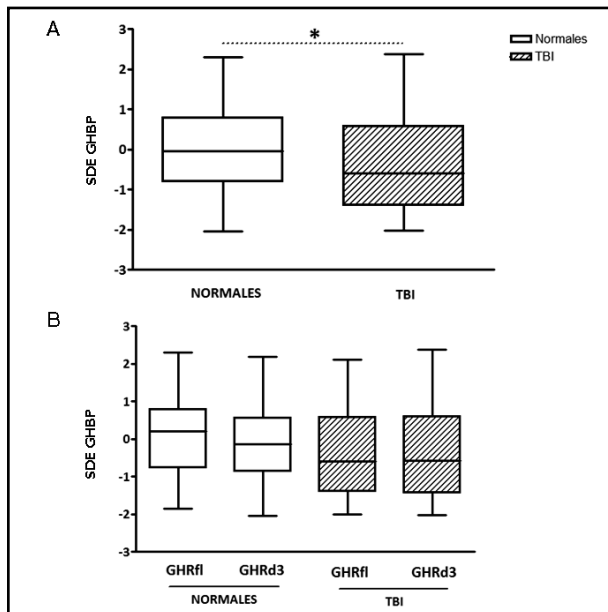 A
*
Normales
TBI
SDE GHBP
3
2
1
0
-1
-2
-3
NORMALES TBI
B
SDE GHBP
3
2
1
0
-1
-2
-3
GHRfl GHRd3 GHRfl GHRd3
NORMALES TBI